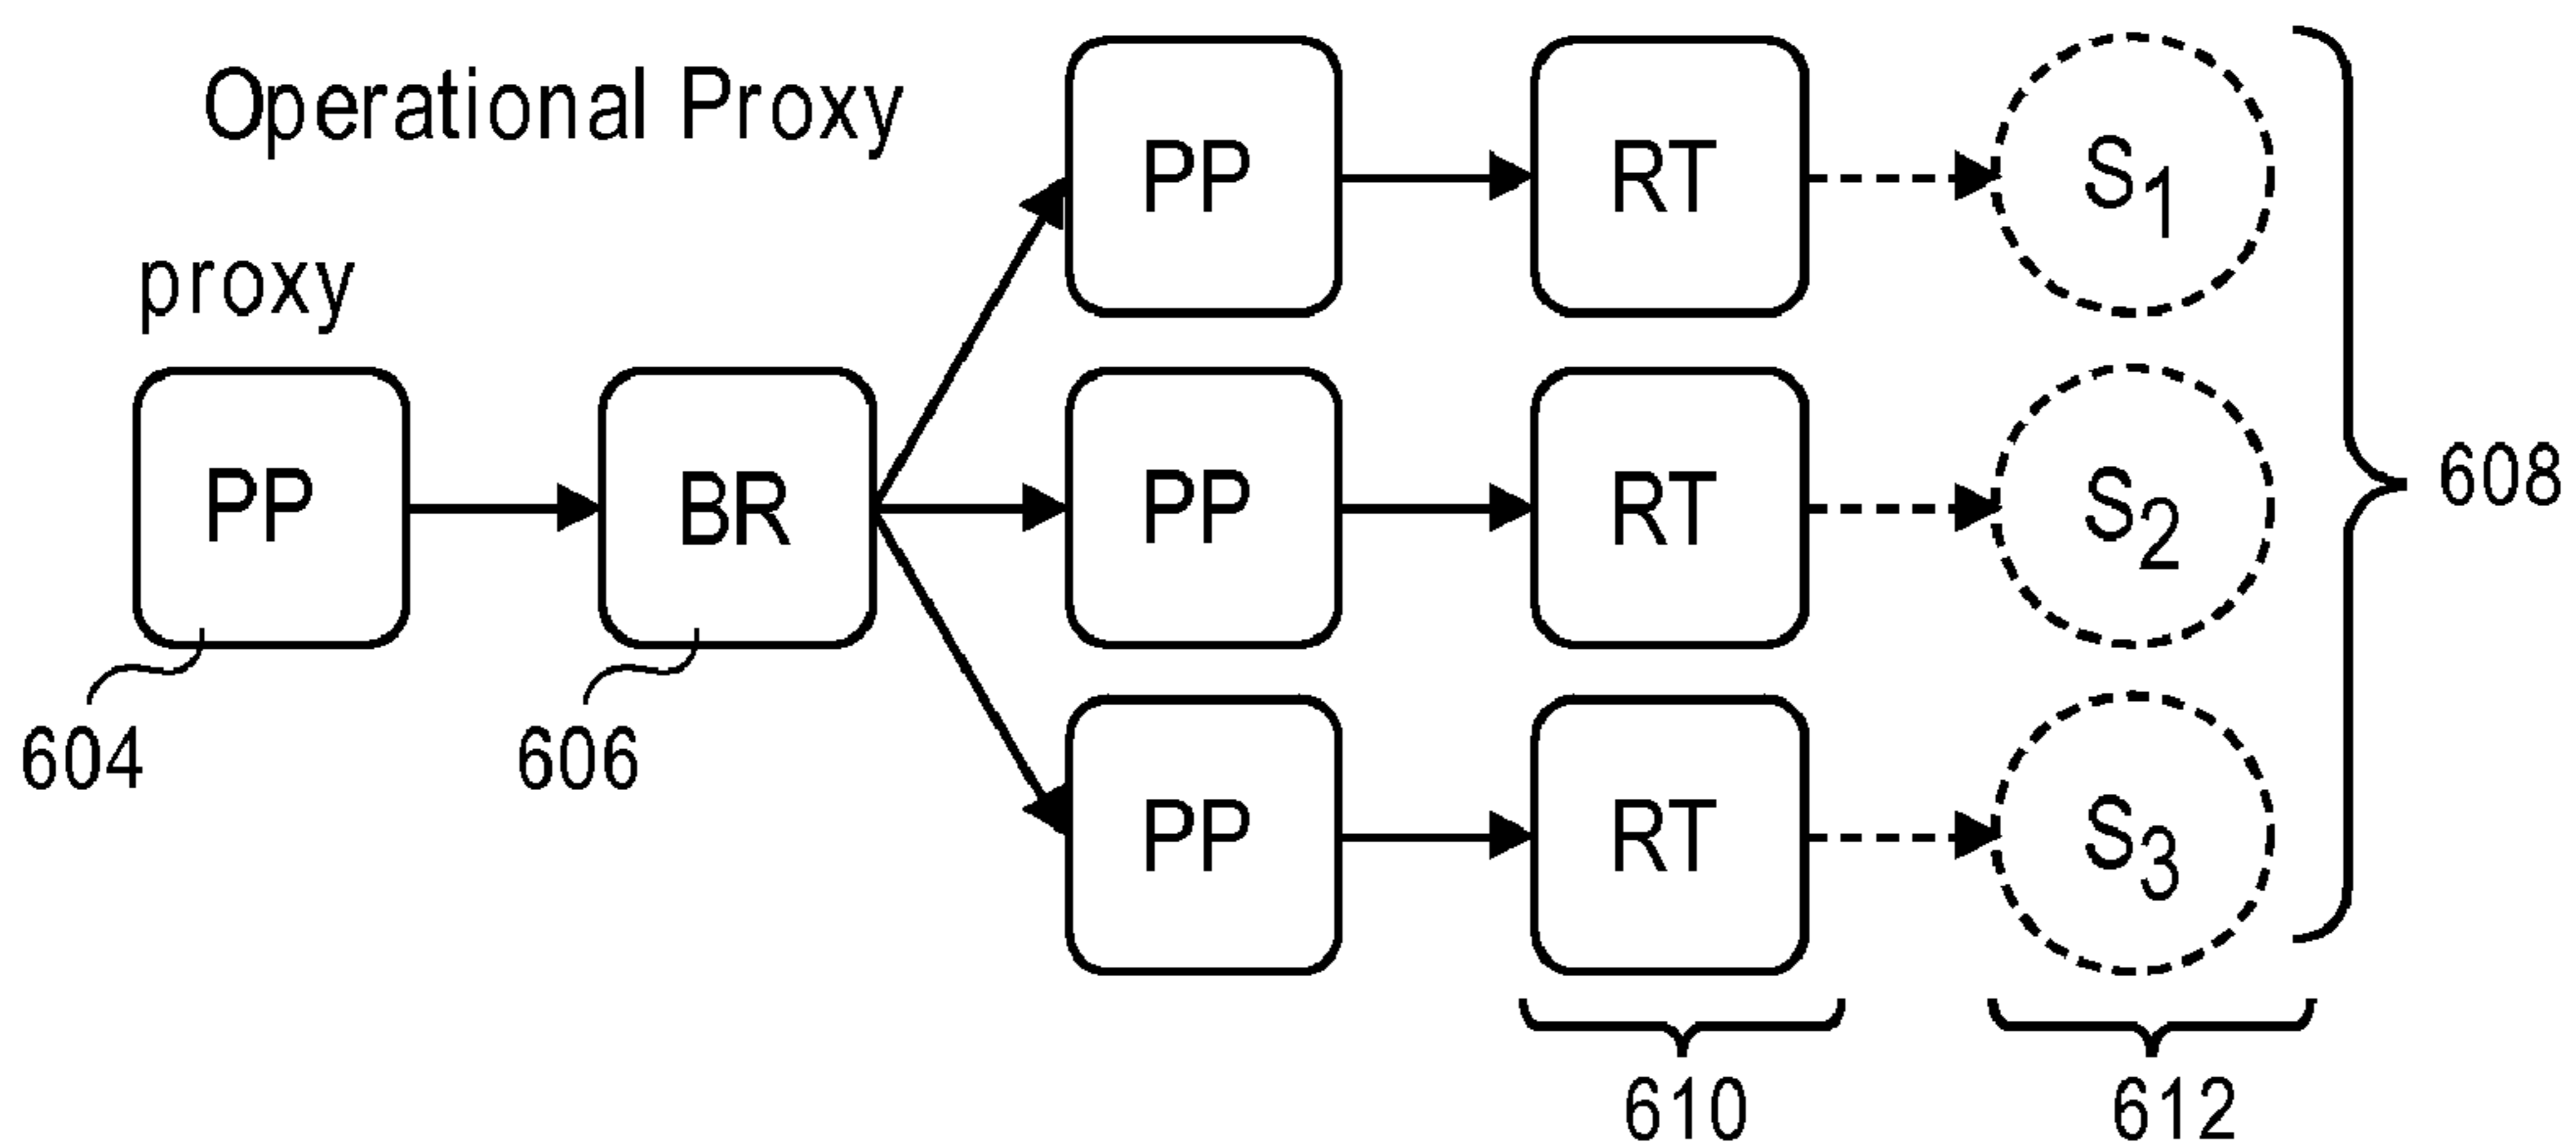 Operational Proxy
proxy
PP RT S1
PP BR PP RT S2
608
604 606
PP RT S3
610 612